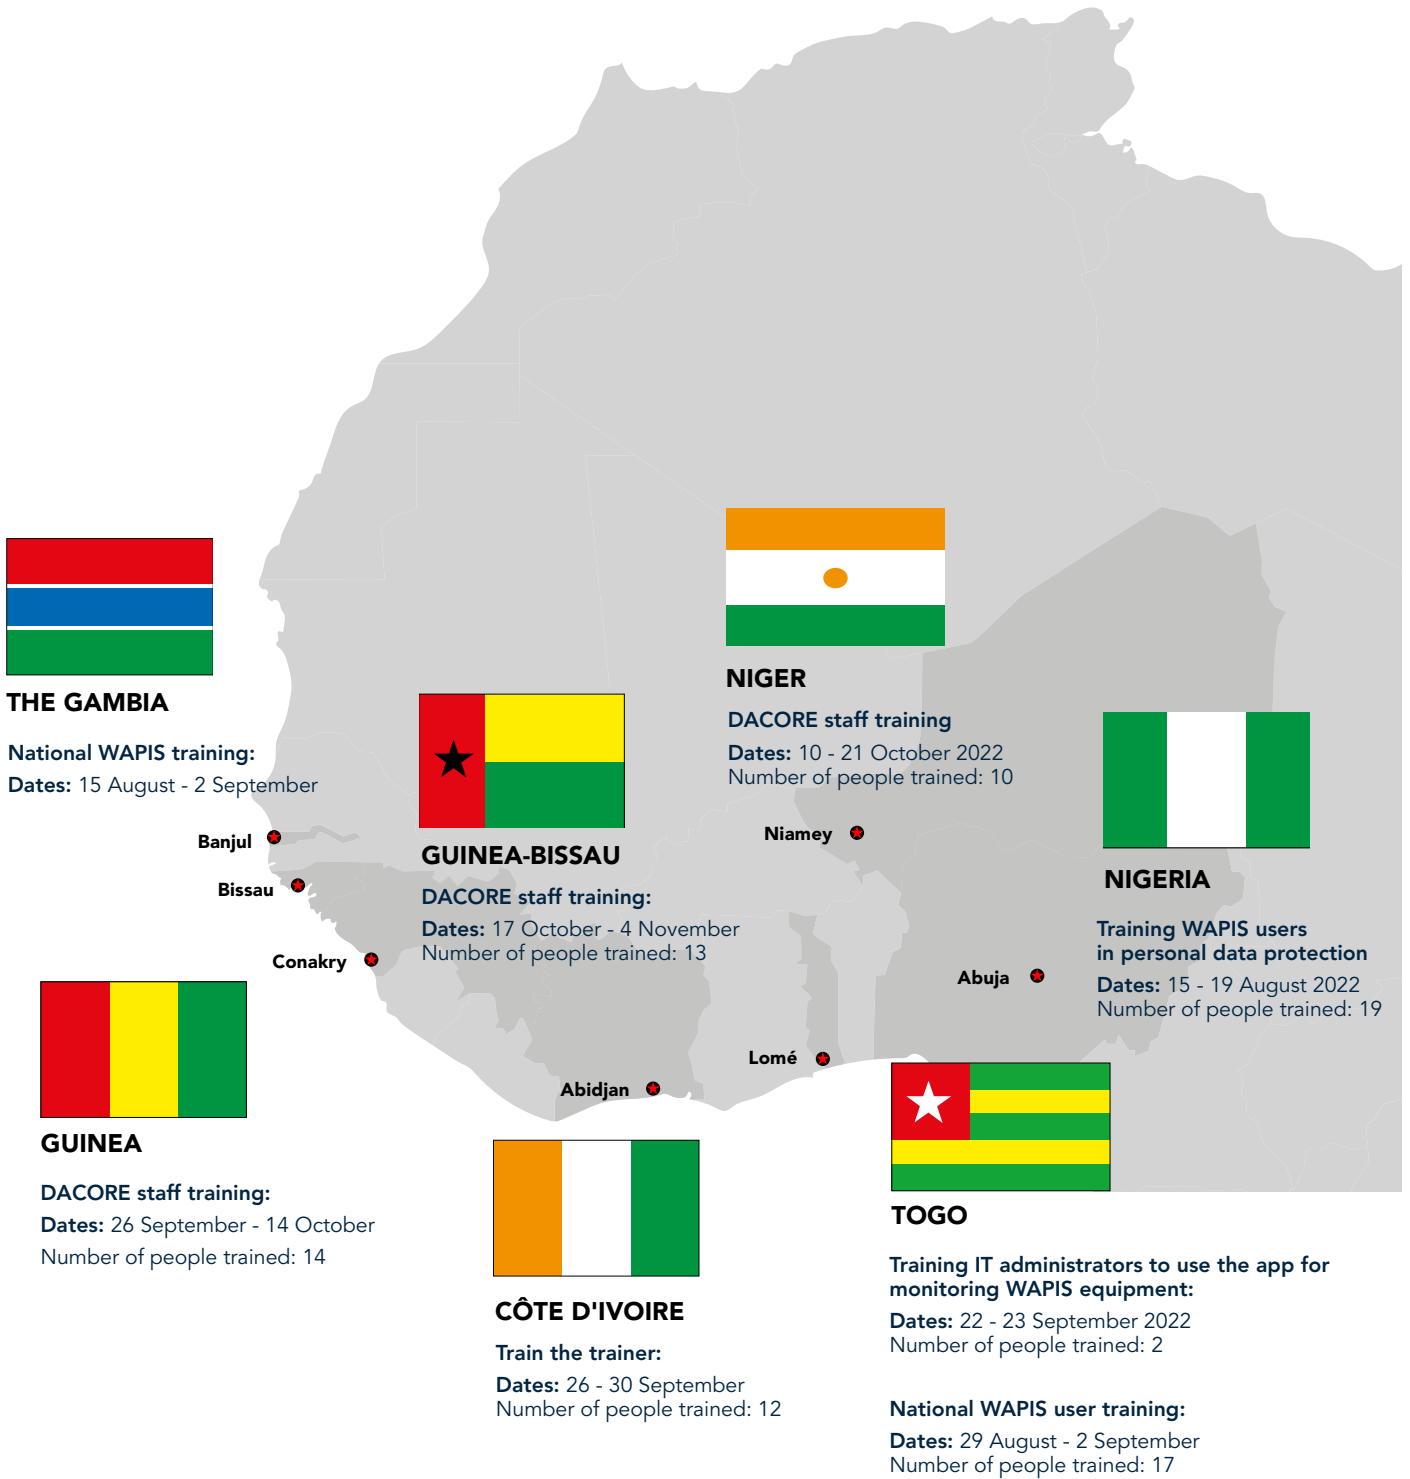 NIGER
DACORE staff training
Dates: 10 - 21 October 2022
Number of people trained: 10
THE GAMBIA
National WAPIS training:
Dates: 15 August - 2 September
GUINEA-BISSAU
DACORE staff training:
Dates: 17 October - 4 November
Number of people trained: 13
NIGERIA
Training WAPIS users
in personal data protection
Dates: 15 - 19 August 2022
Number of people trained: 19
Banjul
Bissau
Conakry
Niamey
Abuja
Lomé
Abidjan
GUINEA
DACORE staff training:
Dates: 26 September - 14 October
Number of people trained: 14
CÔTE D'IVOIRE
Train the trainer:
Dates: 26 - 30 September
Number of people trained: 12
TOGO
Training IT administrators to use the app for
monitoring WAPIS equipment:
Dates: 22 - 23 September 2022
Number of people trained: 2
National WAPIS user training:
Dates: 29 August - 2 September
Number of people trained: 17